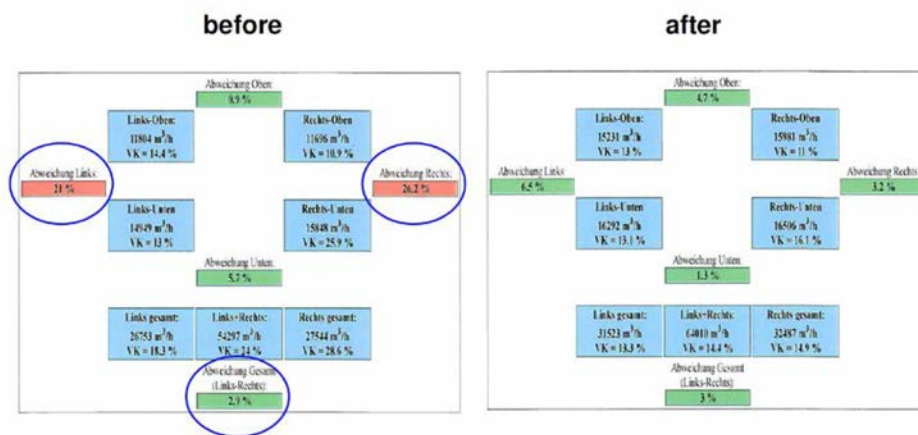 before
after
Abweichung Oben:
0,9 %
Links-Oben:
11804 m³/h
VK = 14.4 %
Rechts-Oben:
11696 m³/h
VK = 10.9 %
Abweichung Links:
21 %
Abweichung Rechts:
26.2 %
Links-Unten
14949 m³/h
VK = 13 %
Rechts-Unten
15848 m³/h
VK = 25.9 %
Abweichung Unten:
5,7 %
Links gesamt:
26753 m³/h
VK = 18.3 %
Links+Rechts:
54297 m³/h
VK = 24 %
Rechts gesamt:
27544 m³/h
VK = 28.6 %
Abweichung Gesamt
(Links-Rechts):
2,9 %
Abweichung Oben:
4,7 %
Links-Oben:
15231 m³/h
VK = 13 %
Rechts-Oben
15981 m³/h
VK = 11 %
Abweichung Links
6.5 %
Abweichung Rechts
3.2 %
Links-Unten
16292 m³/h
VK = 13.1 %
Rechts-Unten
16506 m³/h
VK = 16.1 %
Abweichung Unten
1.3 %
Links gesamt:
31523 m³/h
VK = 13.3 %
Links+Rechts:
64010 m³/h
VK = 14.4 %
Rechts gesamt:
32487 m³/h
VK = 14.9 %
Abweichung Gesamt
(Links-Rechts):
3 %